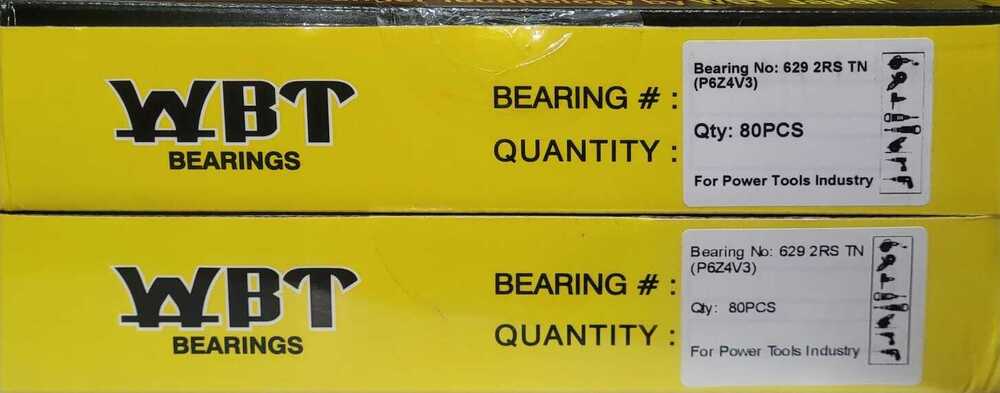 WBT
BEARINGS
BEARING # :
QUANTITY :
Bearing No: 629 2RS TN
(P6Z4V3)
Qty: 80PCS
For Power Tools Industry
WBT
BEARINGS
BEARING # :
QUANTITY :
Bearing No: 629 2RS TN
(P6Z4V3)
Qty: 80PCS
For Power Tools Industry